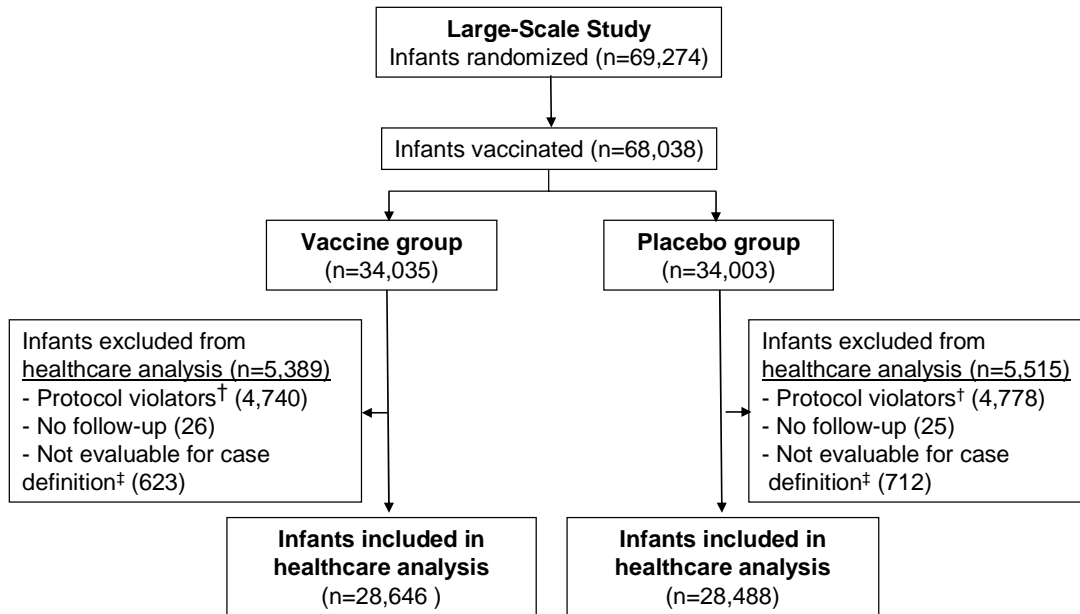 Large-Scale Study
Infants randomized (n=69,274)
Infants vaccinated (n=68,038)
Vaccine group
(n=34,035)
Placebo group
(n=34,003)
Infants excluded from
healthcare analysis (n=5,389)
- Protocol violators† (4,740)
- No follow-up (26)
- Not evaluable for case
definition‡ (623)
Infants excluded from
healthcare analysis (n=5,515)
- Protocol violators† (4,778)
- No follow-up (25)
- Not evaluable for case
definition‡ (712)
Infants included in
healthcare analysis
(n=28,646 )
Infants included in
healthcare analysis
(n=28,488)